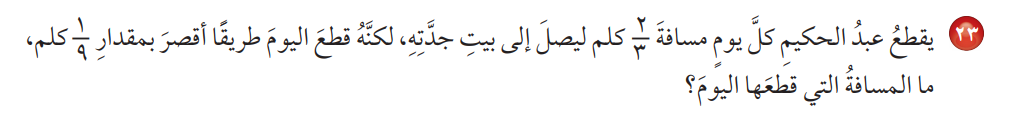 ٢٣ يقطعُ عبدُ الحكيمِ كلَّ يومٍ مسافةَ ٢/٣ كلم ليصلَ إلى بيتِ جدَّتِهِ، لكنَّهُ قطعَ اليومَ طريقًا أقصرَ بمقدارِ ١/٩ كلم،
ما المسافةُ التي قطعَها اليومَ؟